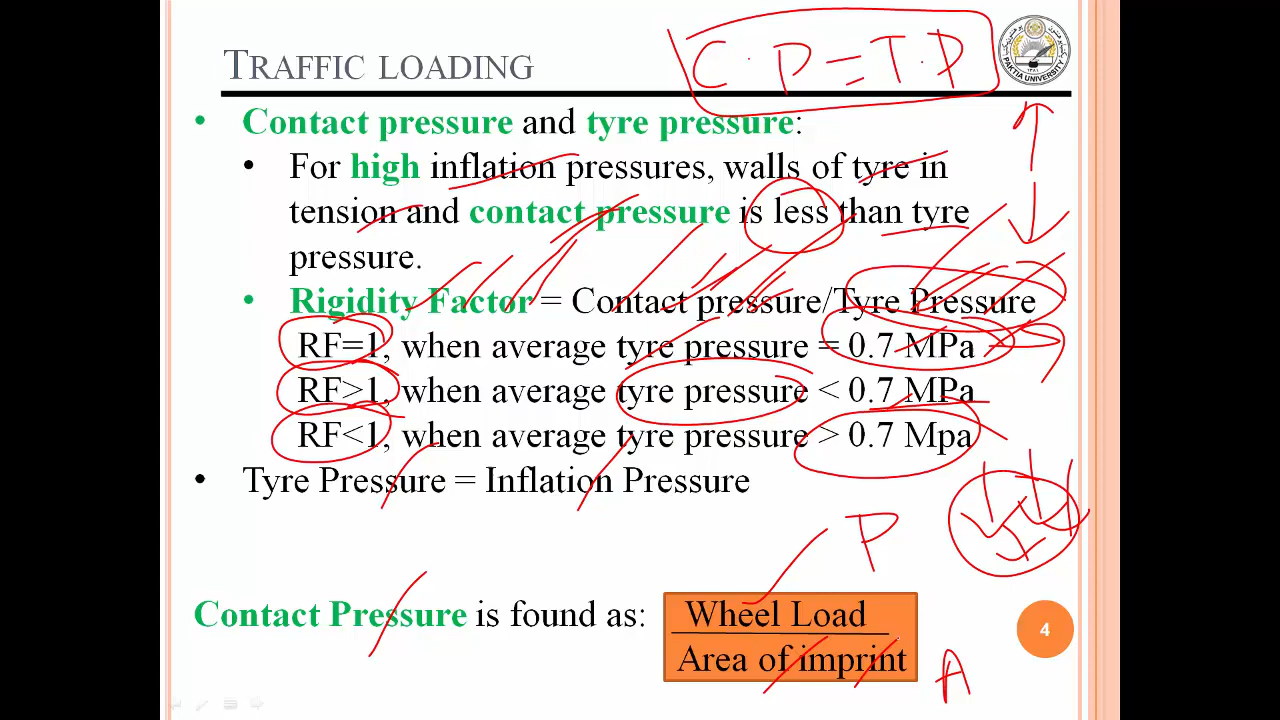 C.P=T.P
TRAFFIC LOADING
PAKTIA UNIVERSITY
• Contact pressure and tyre pressure:
• For high inflation pressures, walls of tyre in
tension and contact pressure is less than tyre
pressure.
• Rigidity Factor = Contact pressure/Tyre Pressure
RF=1, when average tyre pressure = 0.7 MPa
RF>1, when average tyre pressure < 0.7 MPa
RF<1, when average tyre pressure > 0.7 Mpa
• Tyre Pressure = Inflation Pressure
P
Contact Pressure is found as:
Wheel Load
Area of imprint
A
4